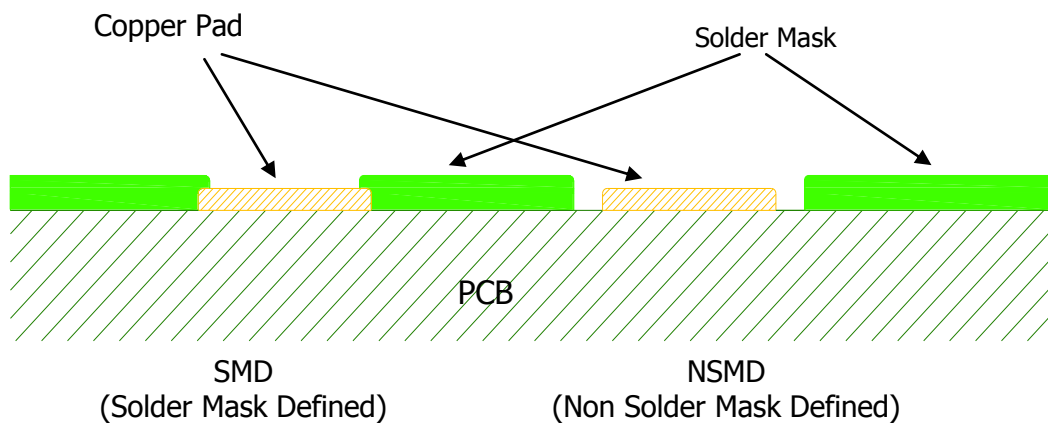 Copper Pad
Solder Mask
PCB
SMD
(Solder Mask Defined)
NSMD
(Non Solder Mask Defined)